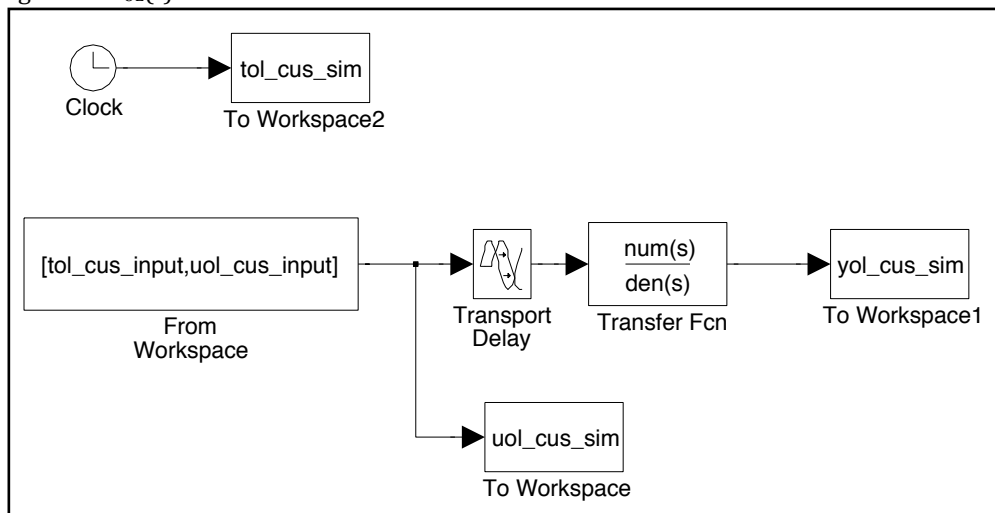 tol_cus_sim
Clock
To Workspace2
[tol_cus_input,uol_cus_input]
From
Workspace
Transport
Delay
num(s)
den(s)
Transfer Fcn
yol_cus_sim
To Workspace1
uol_cus_sim
To Workspace